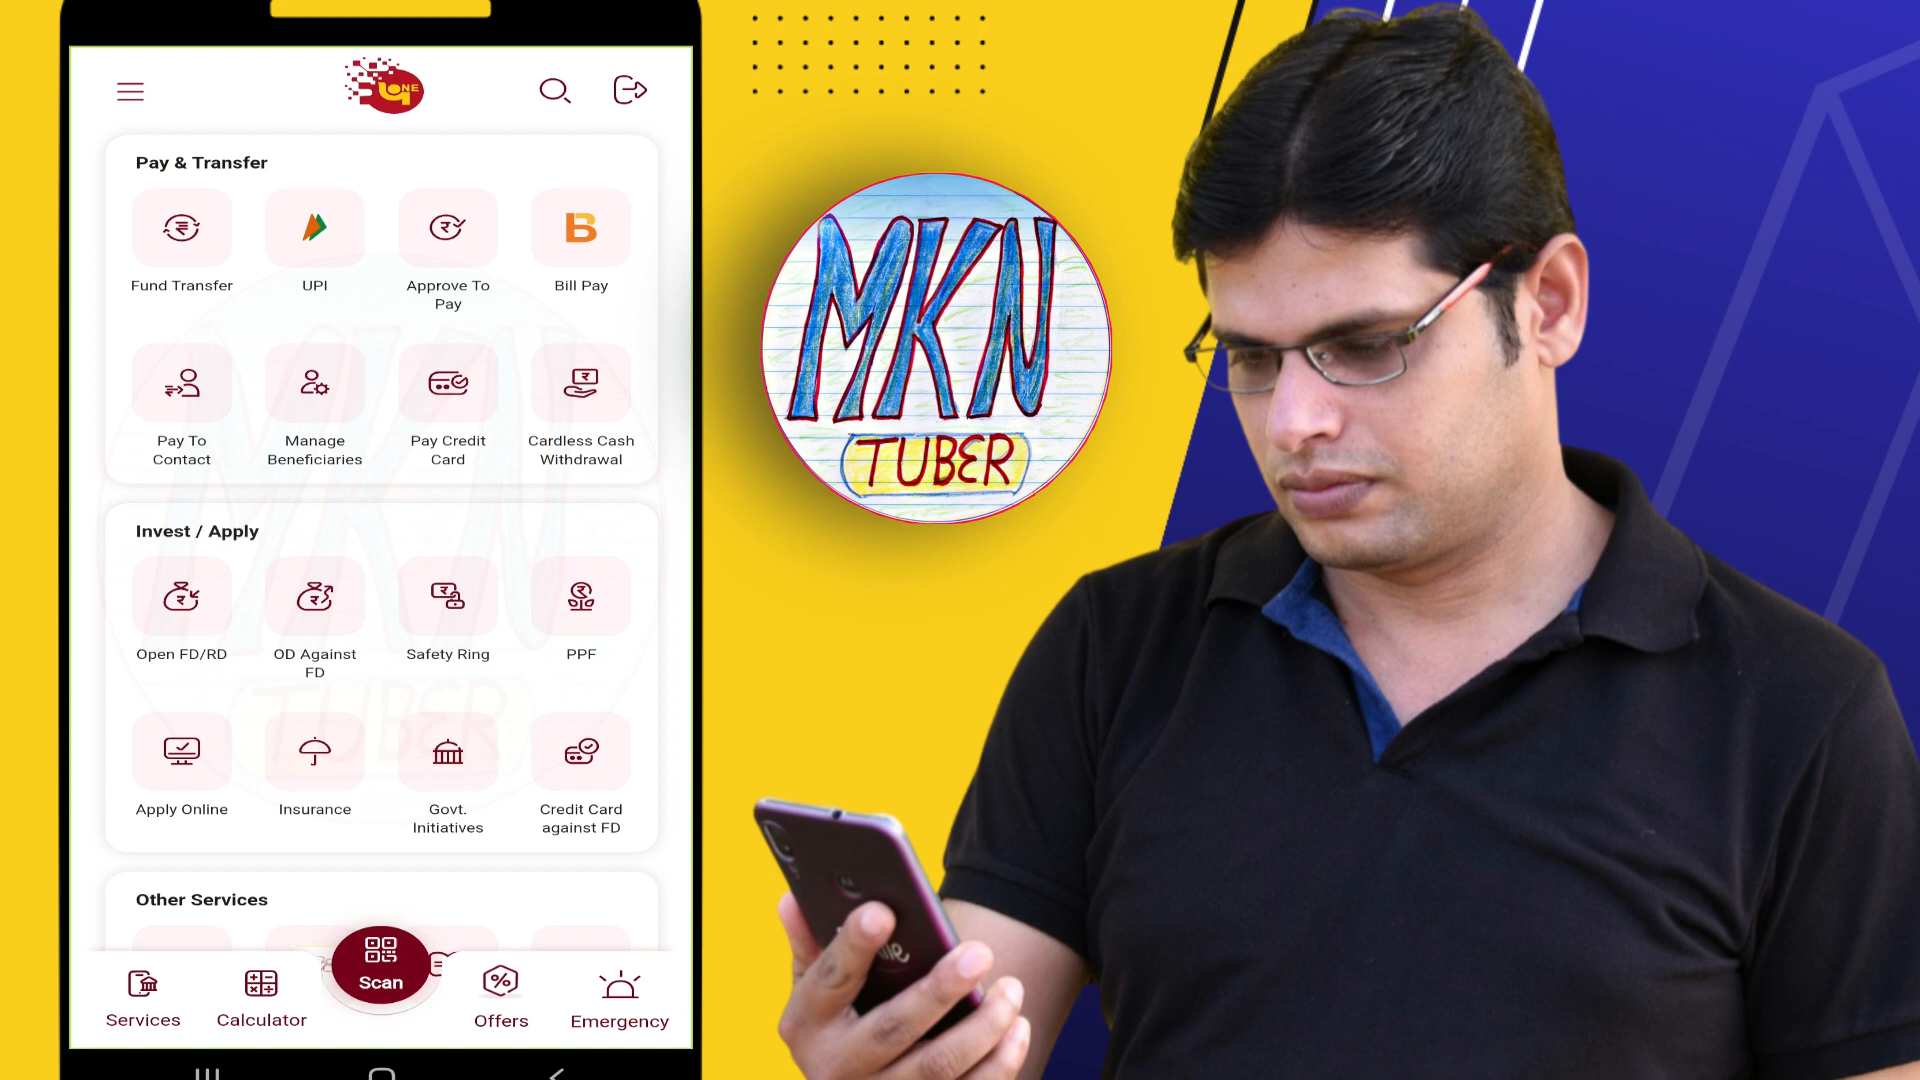 ONE
Pay & Transfer
Fund Transfer
UPI
Approve To
Pay
Bill Pay
Pay To
Contact
Manage
Beneficiaries
Pay Credit
Card
Cardless Cash
Withdrawal
Invest / Apply
Open FD/RD
OD Against
FD
Safety Ring
PPF
Apply Online
Insurance
Govt.
Initiatives
Credit Card
against FD
Other Services
Services
Calculator
Scan
Offers
Emergency
MKN
TUBER